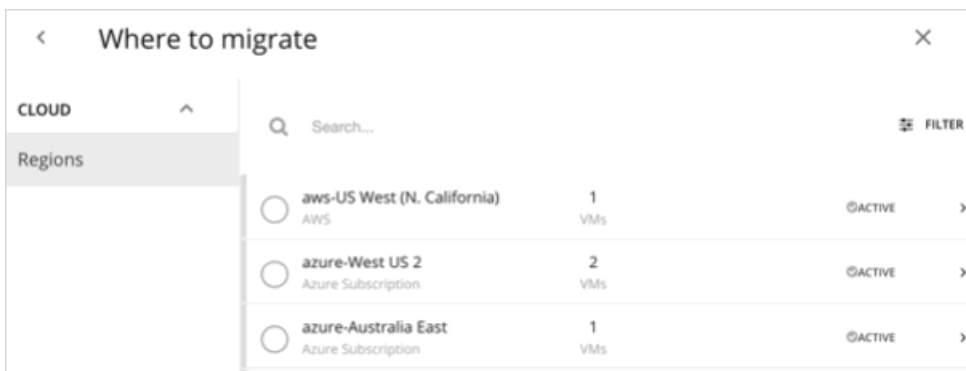 Where to migrate
CLOUD
Regions
Search...
FILTER
aws-US West (N. California)
AWS
1
VMs
ACTIVE
azure-West US 2
Azure Subscription
2
VMs
ACTIVE
azure-Australia East
Azure Subscription
1
VMs
ACTIVE